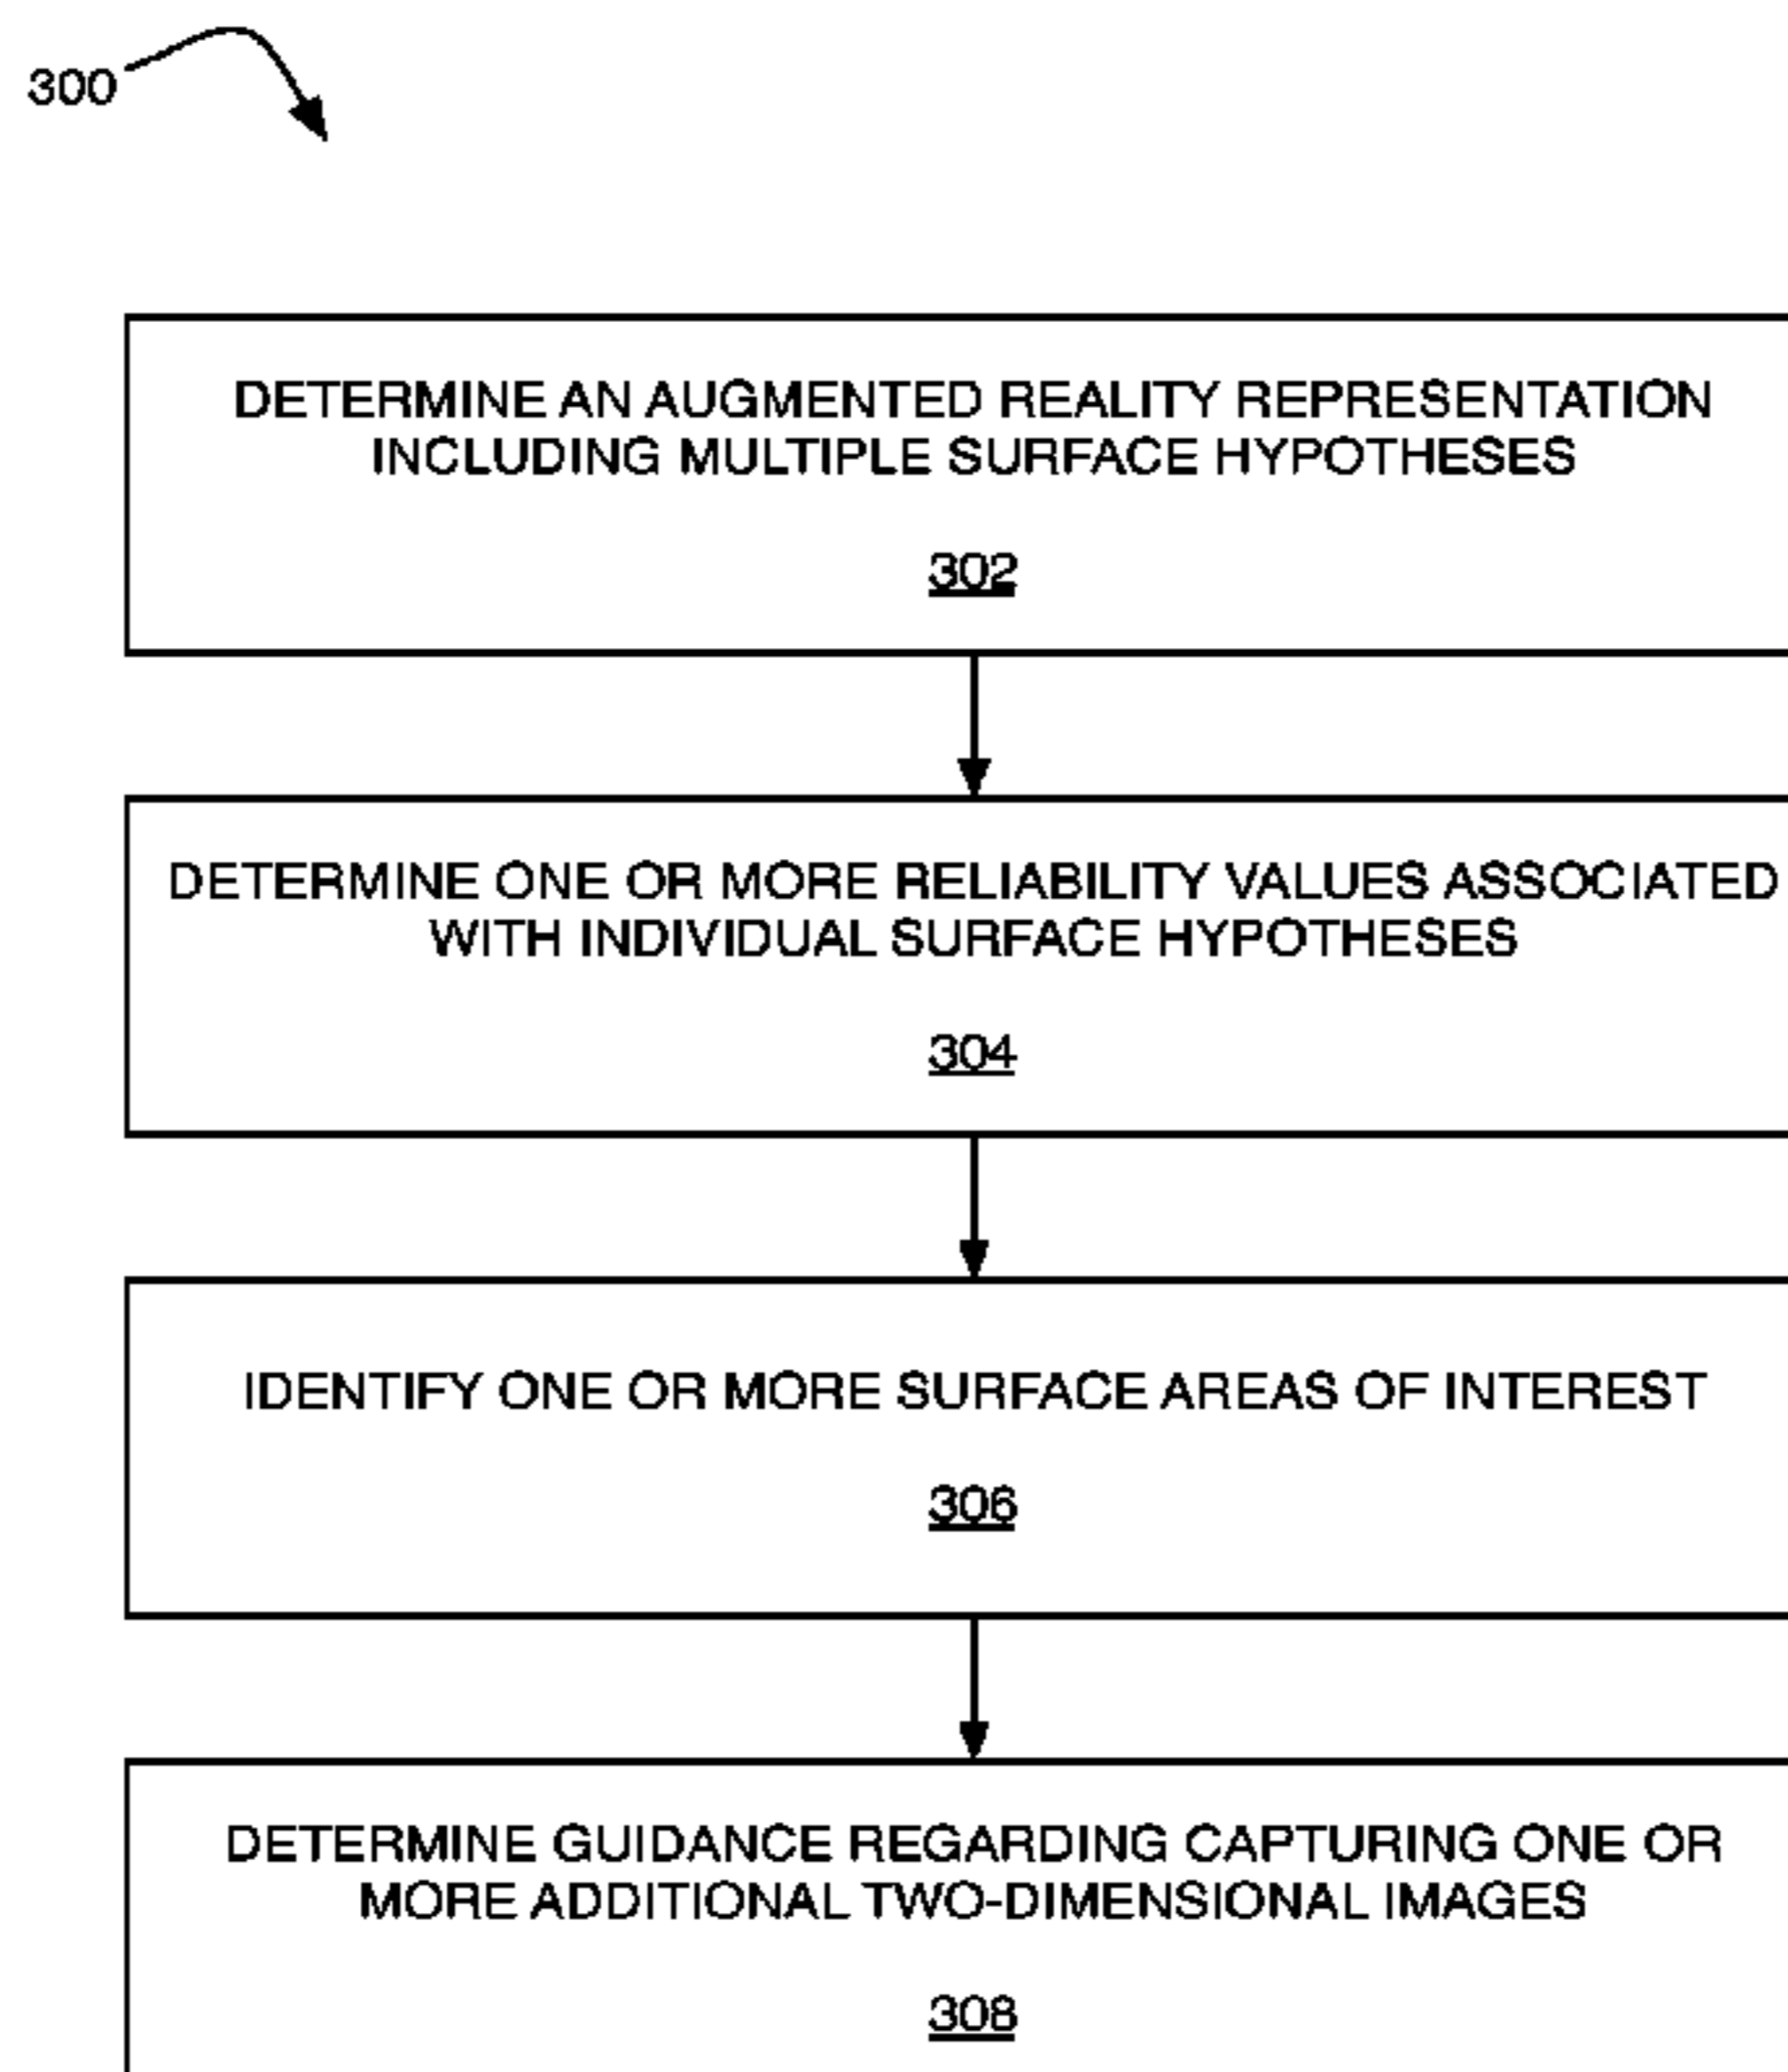 300
DETERMINE AN AUGMENTED REALITY REPRESENTATION
INCLUDING MULTIPLE SURFACE HYPOTHESES
302
DETERMINE ONE OR MORE RELIABILITY VALUES ASSOCIATED
WITH INDIVIDUAL SURFACE HYPOTHESES
304
IDENTIFY ONE OR MORE SURFACE AREAS OF INTEREST
306
DETERMINE GUIDANCE REGARDING CAPTURING ONE OR
MORE ADDITIONAL TWO-DIMENSIONAL IMAGES
308